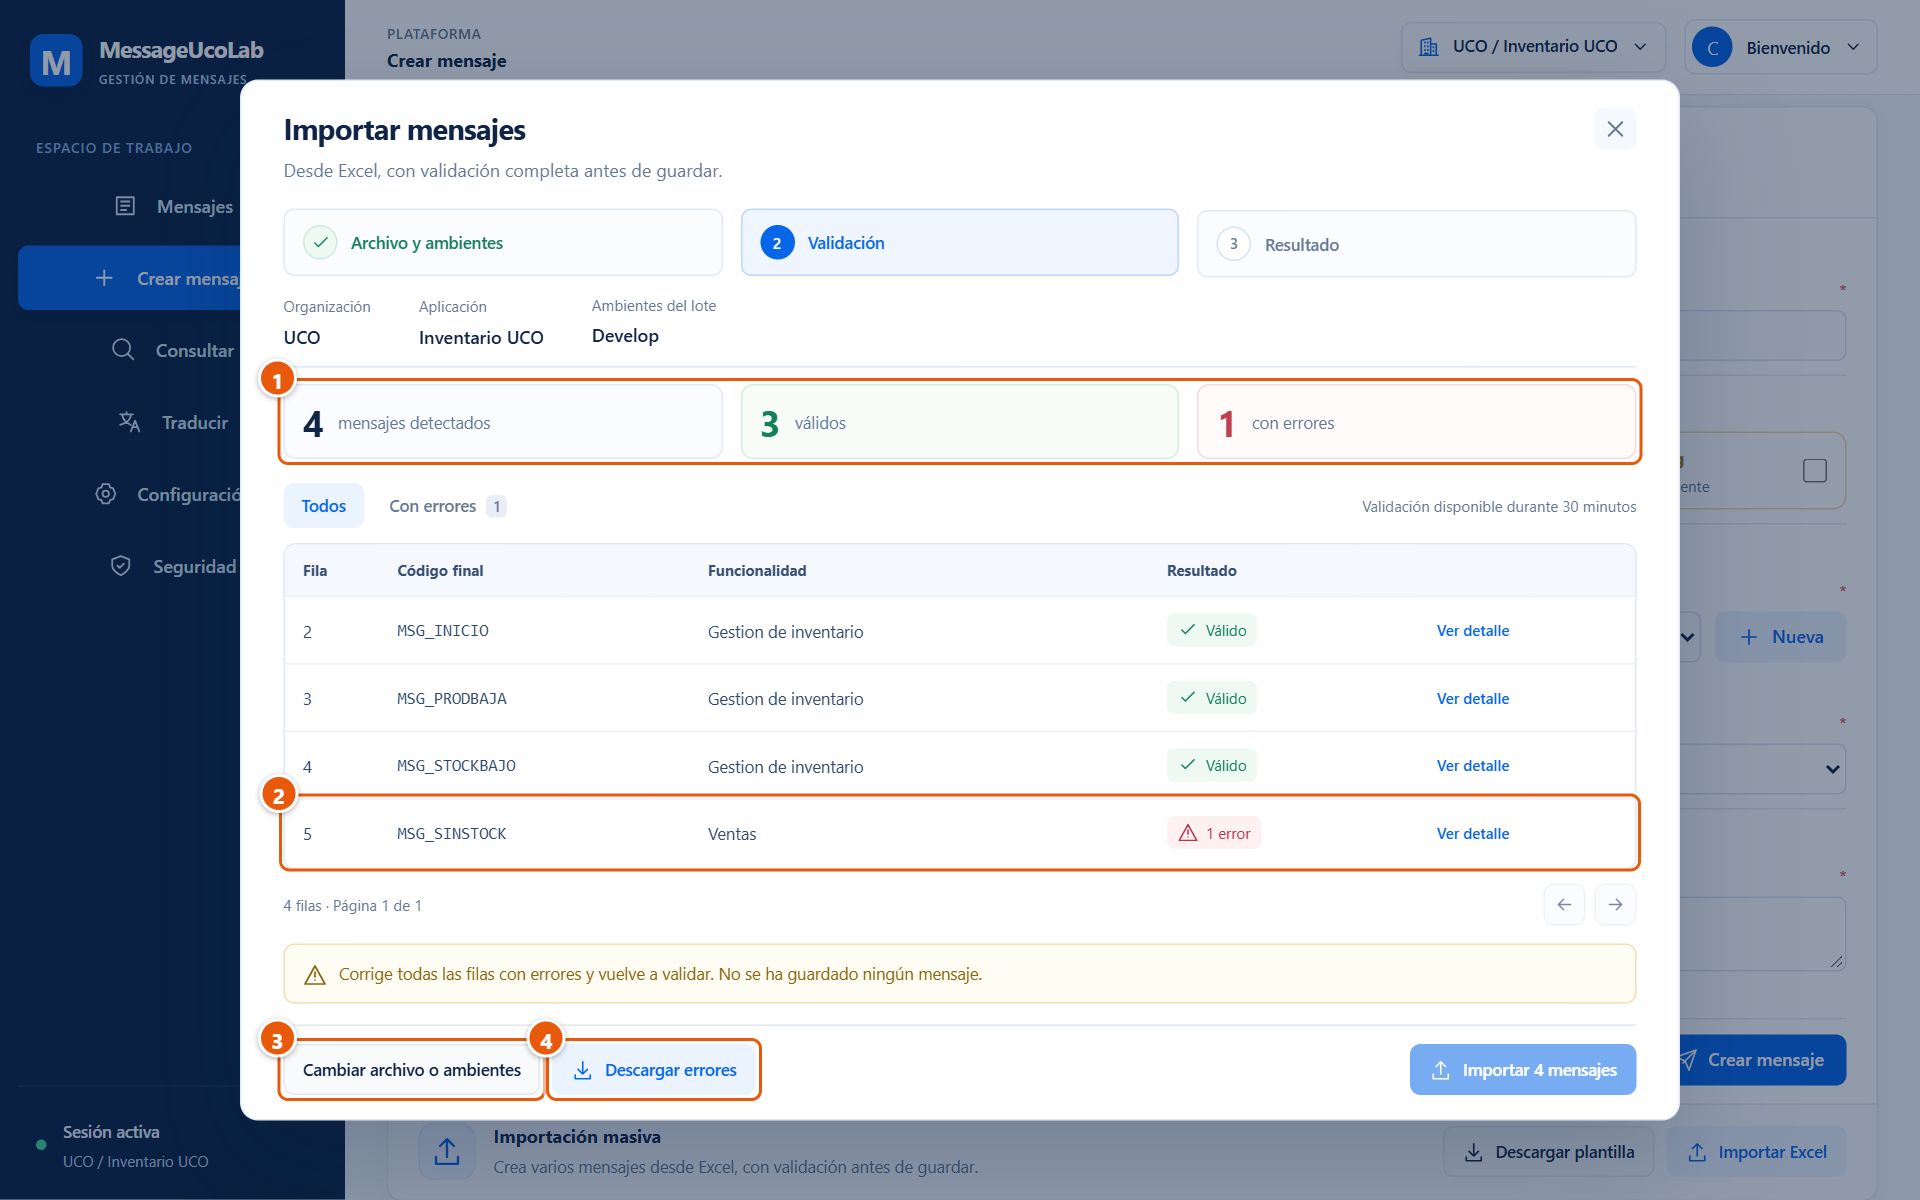 M
MessageUcoLab
GESTIÓN DE MENSAJES
PLATAFORMA
Crear mensaje
UCO / Inventario UCO
C
Bienvenido
ESPACIO DE TRABAJO
Mensajes
Crear mensaj
Consultar
Traducir
Configuració
Seguridad
Sesión activa
UCO / Inventario UCO
Importar mensajes
Desde Excel, con validación completa antes de guardar.
Archivo y ambientes
2 Validación
3 Resultado
Organización
UCO
Aplicación
Inventario UCO
Ambientes del lote
Develop
1
4 mensajes detectados
3 válidos
1 con errores
Todos
Con errores 1
Validación disponible durante 30 minutos
Fila Código final Funcionalidad Resultado
2 MSG_INICIO Gestion de inventario Válido Ver detalle
3 MSG_PRODBAJA Gestion de inventario Válido Ver detalle
4 MSG_STOCKBAJO Gestion de inventario Válido Ver detalle
2
5 MSG_SINSTOCK Ventas 1 error Ver detalle
4 filas · Página 1 de 1
Corrige todas las filas con errores y vuelve a validar. No se ha guardado ningún mensaje.
3
Cambiar archivo o ambientes
4
Descargar errores
Importar 4 mensajes
*
ente
*
Nueva
*
*
Crear mensaje
Importación masiva
Crea varios mensajes desde Excel, con validación antes de guardar.
Descargar plantilla
Importar Excel